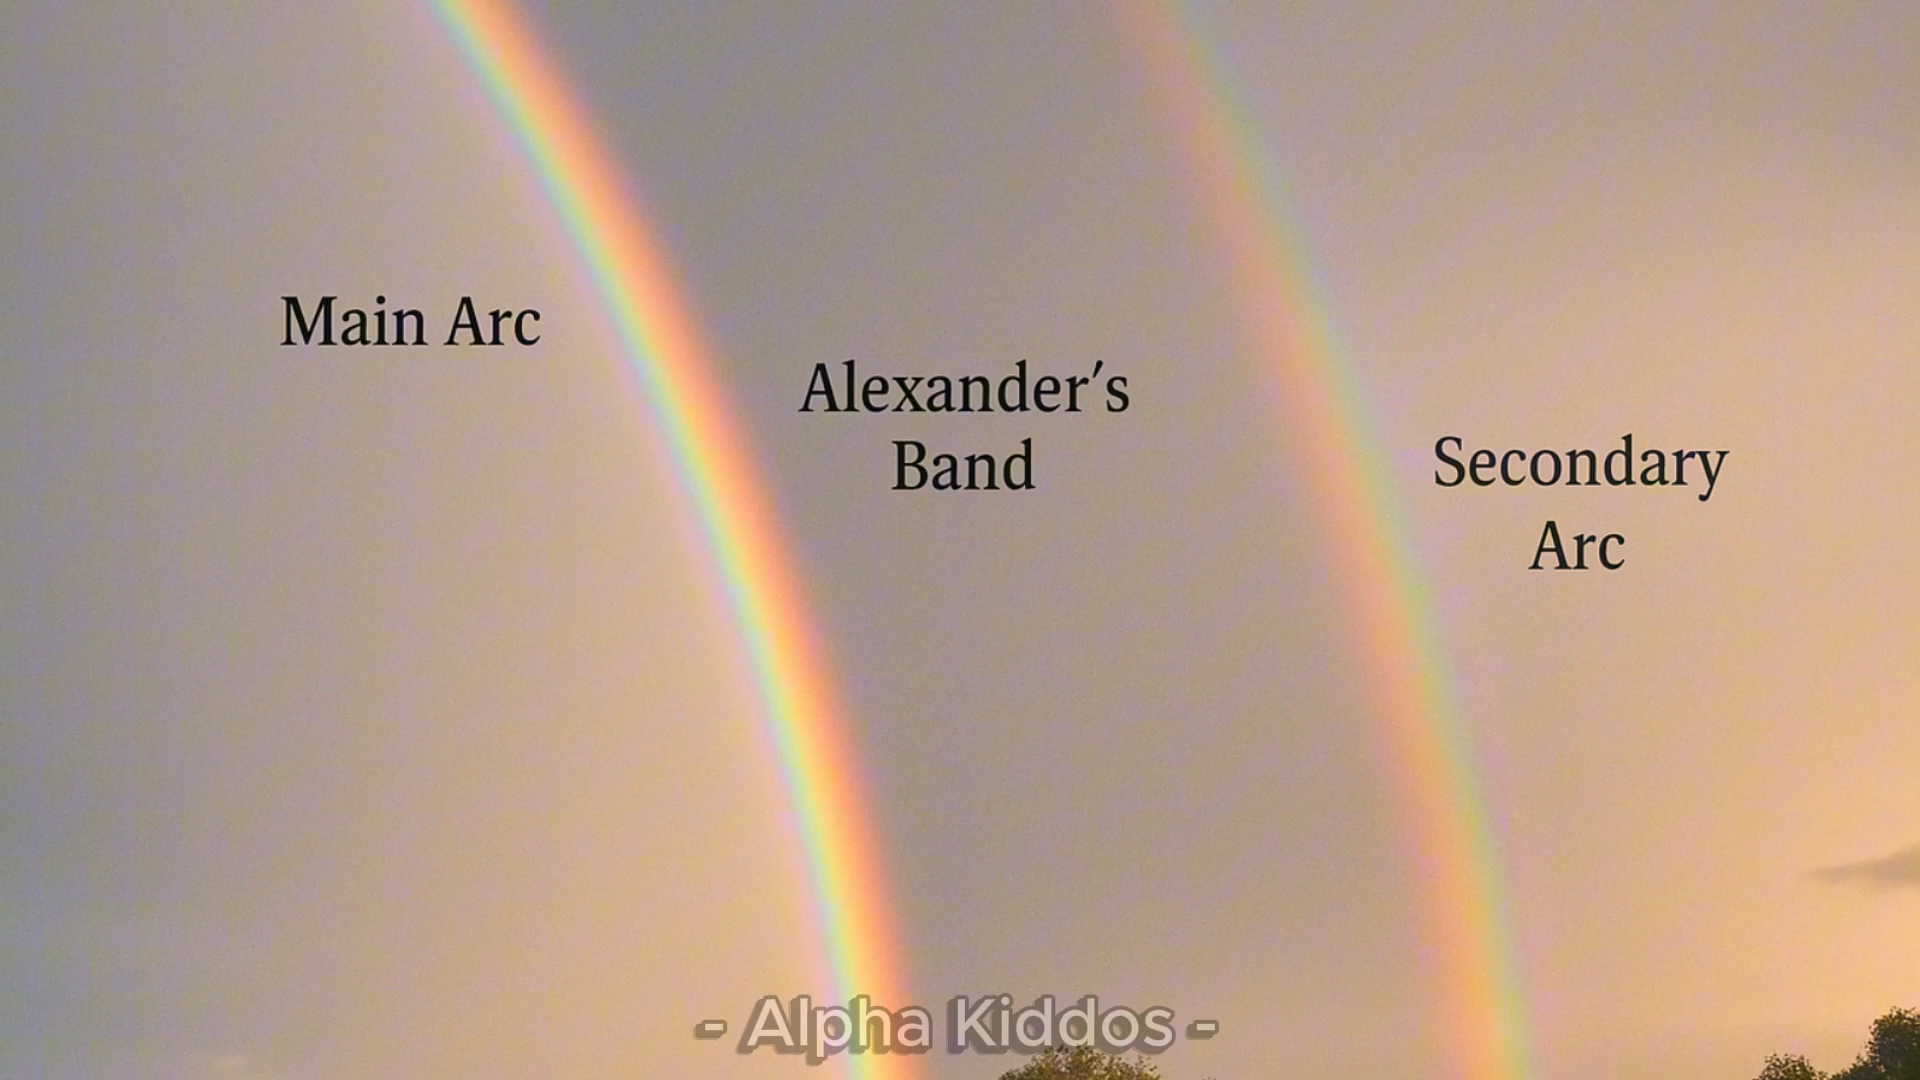 Main Arc
Alexander's
Band
Secondary
Arc
- Alpha Kiddos -